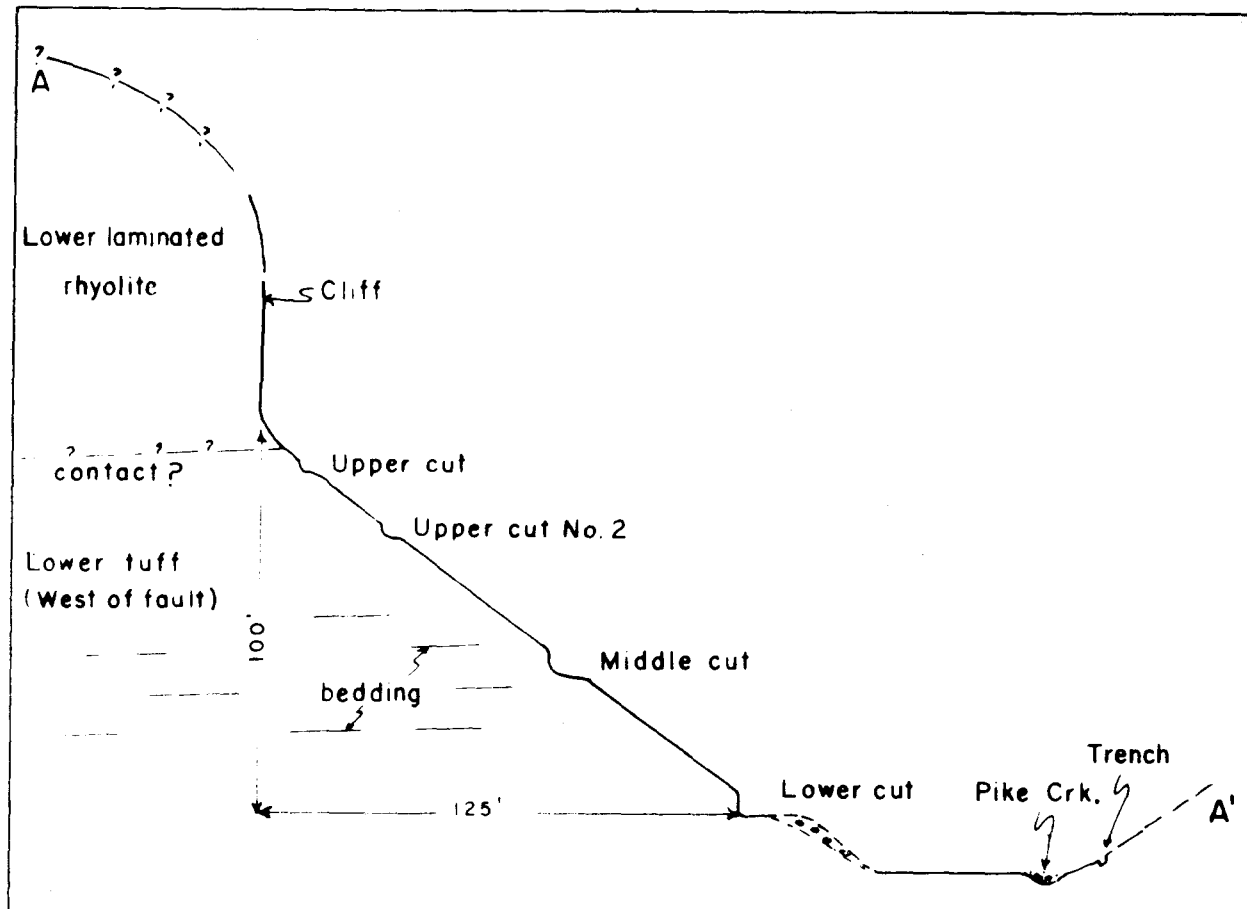 ?
A
?
?
?
Lower laminated
rhyolite
Cliff
? ? ?
contact?
Upper cut
Upper cut No. 2
Lower tuff
(West of fault)
100'
Middle cut
bedding
Trench
Lower cut
Pike Crk.
125'
A'